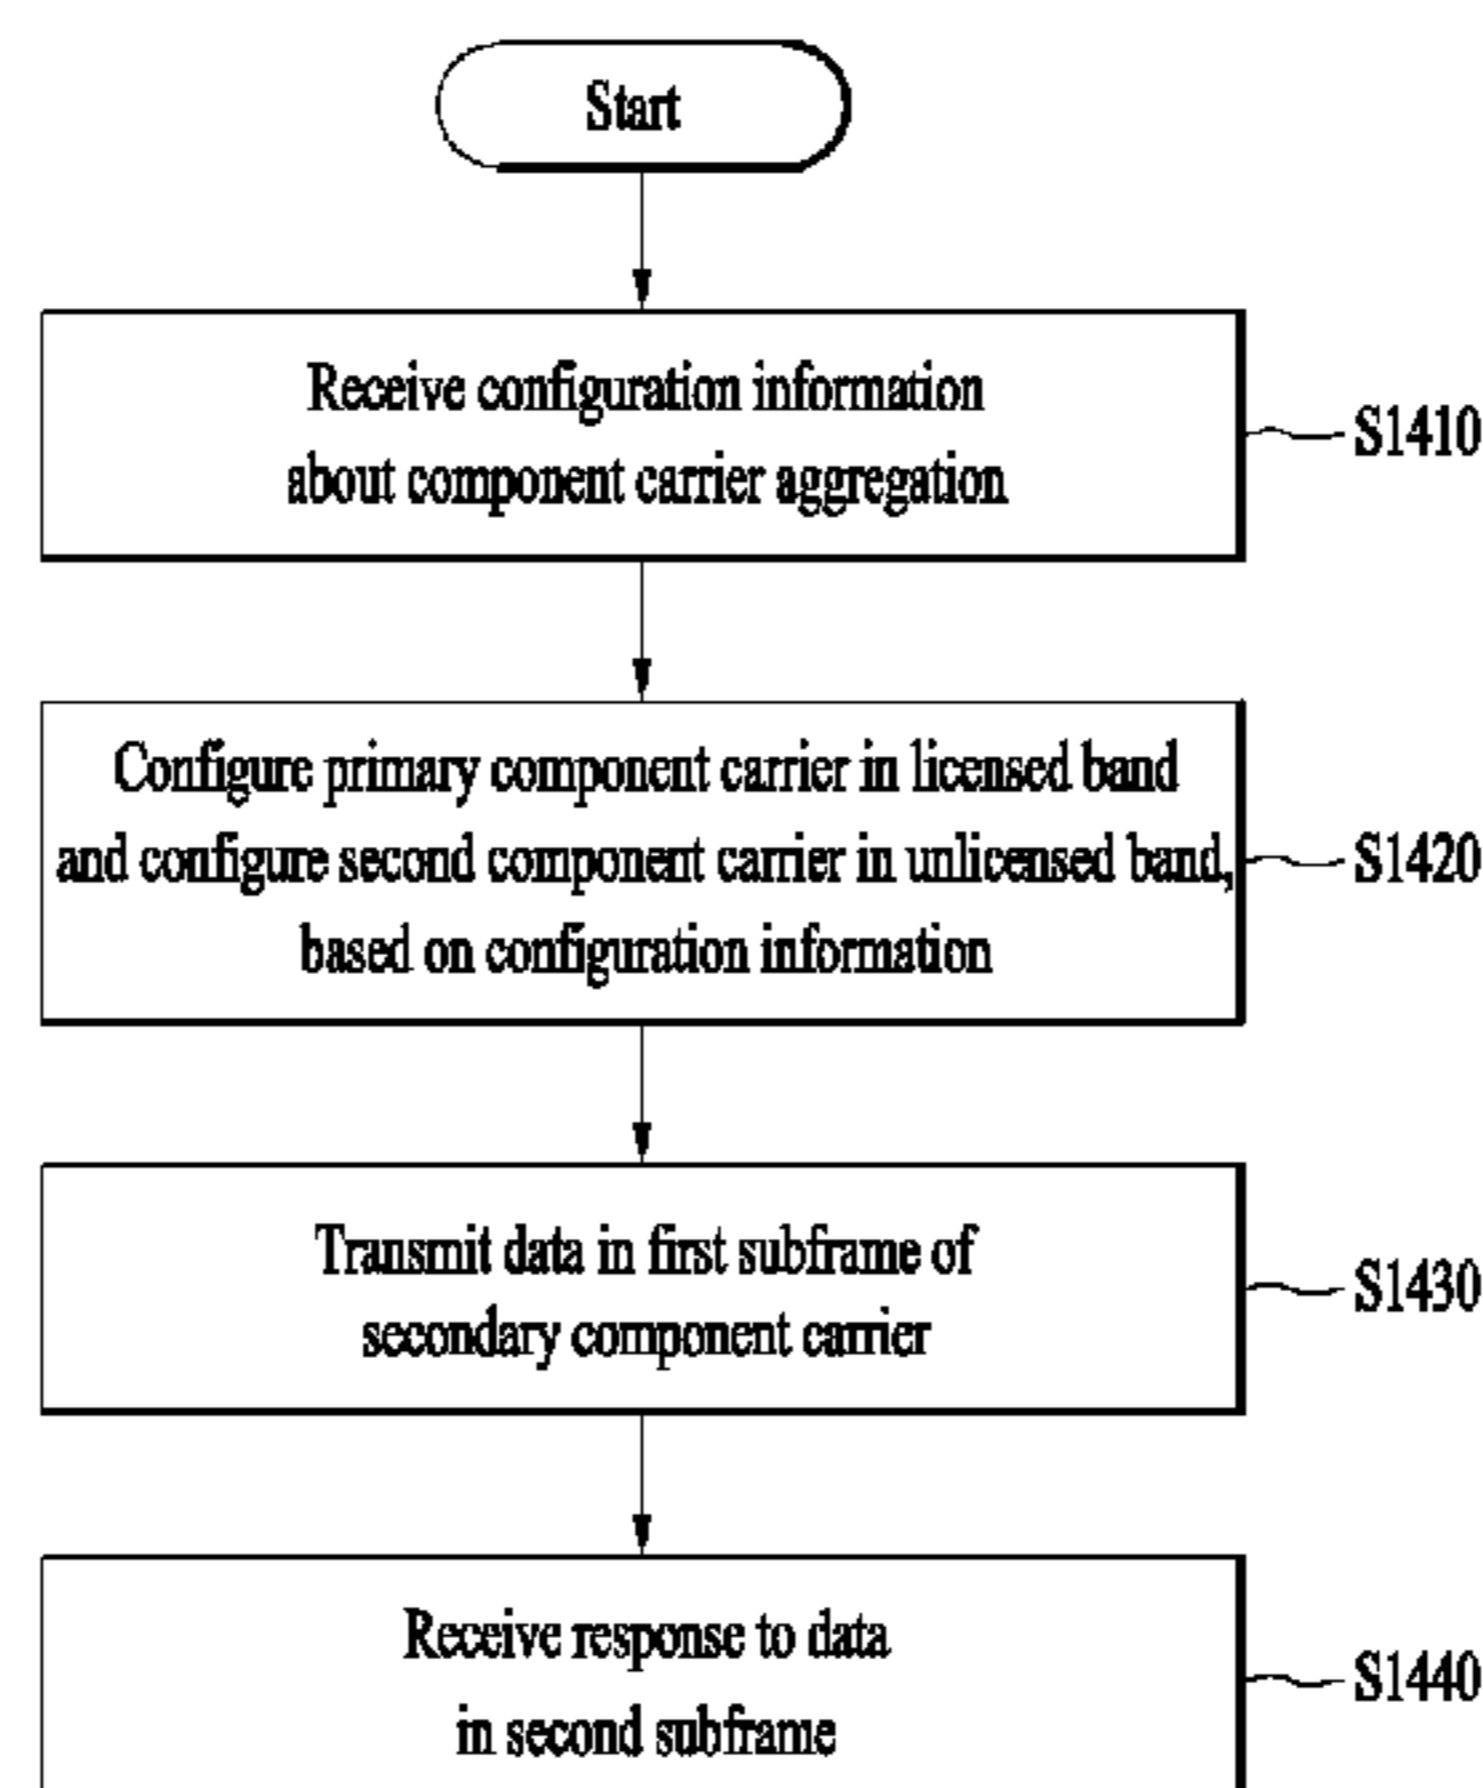 Start
Receive configuration information
about component carrier aggregation
S1410
Configure primary component carrier in licensed band
and configure second component carrier in unlicensed band,
based on configuration information
S1420
Transmit data in first subframe of
secondary component carrier
S1430
Receive response to data
in second subframe
S1440